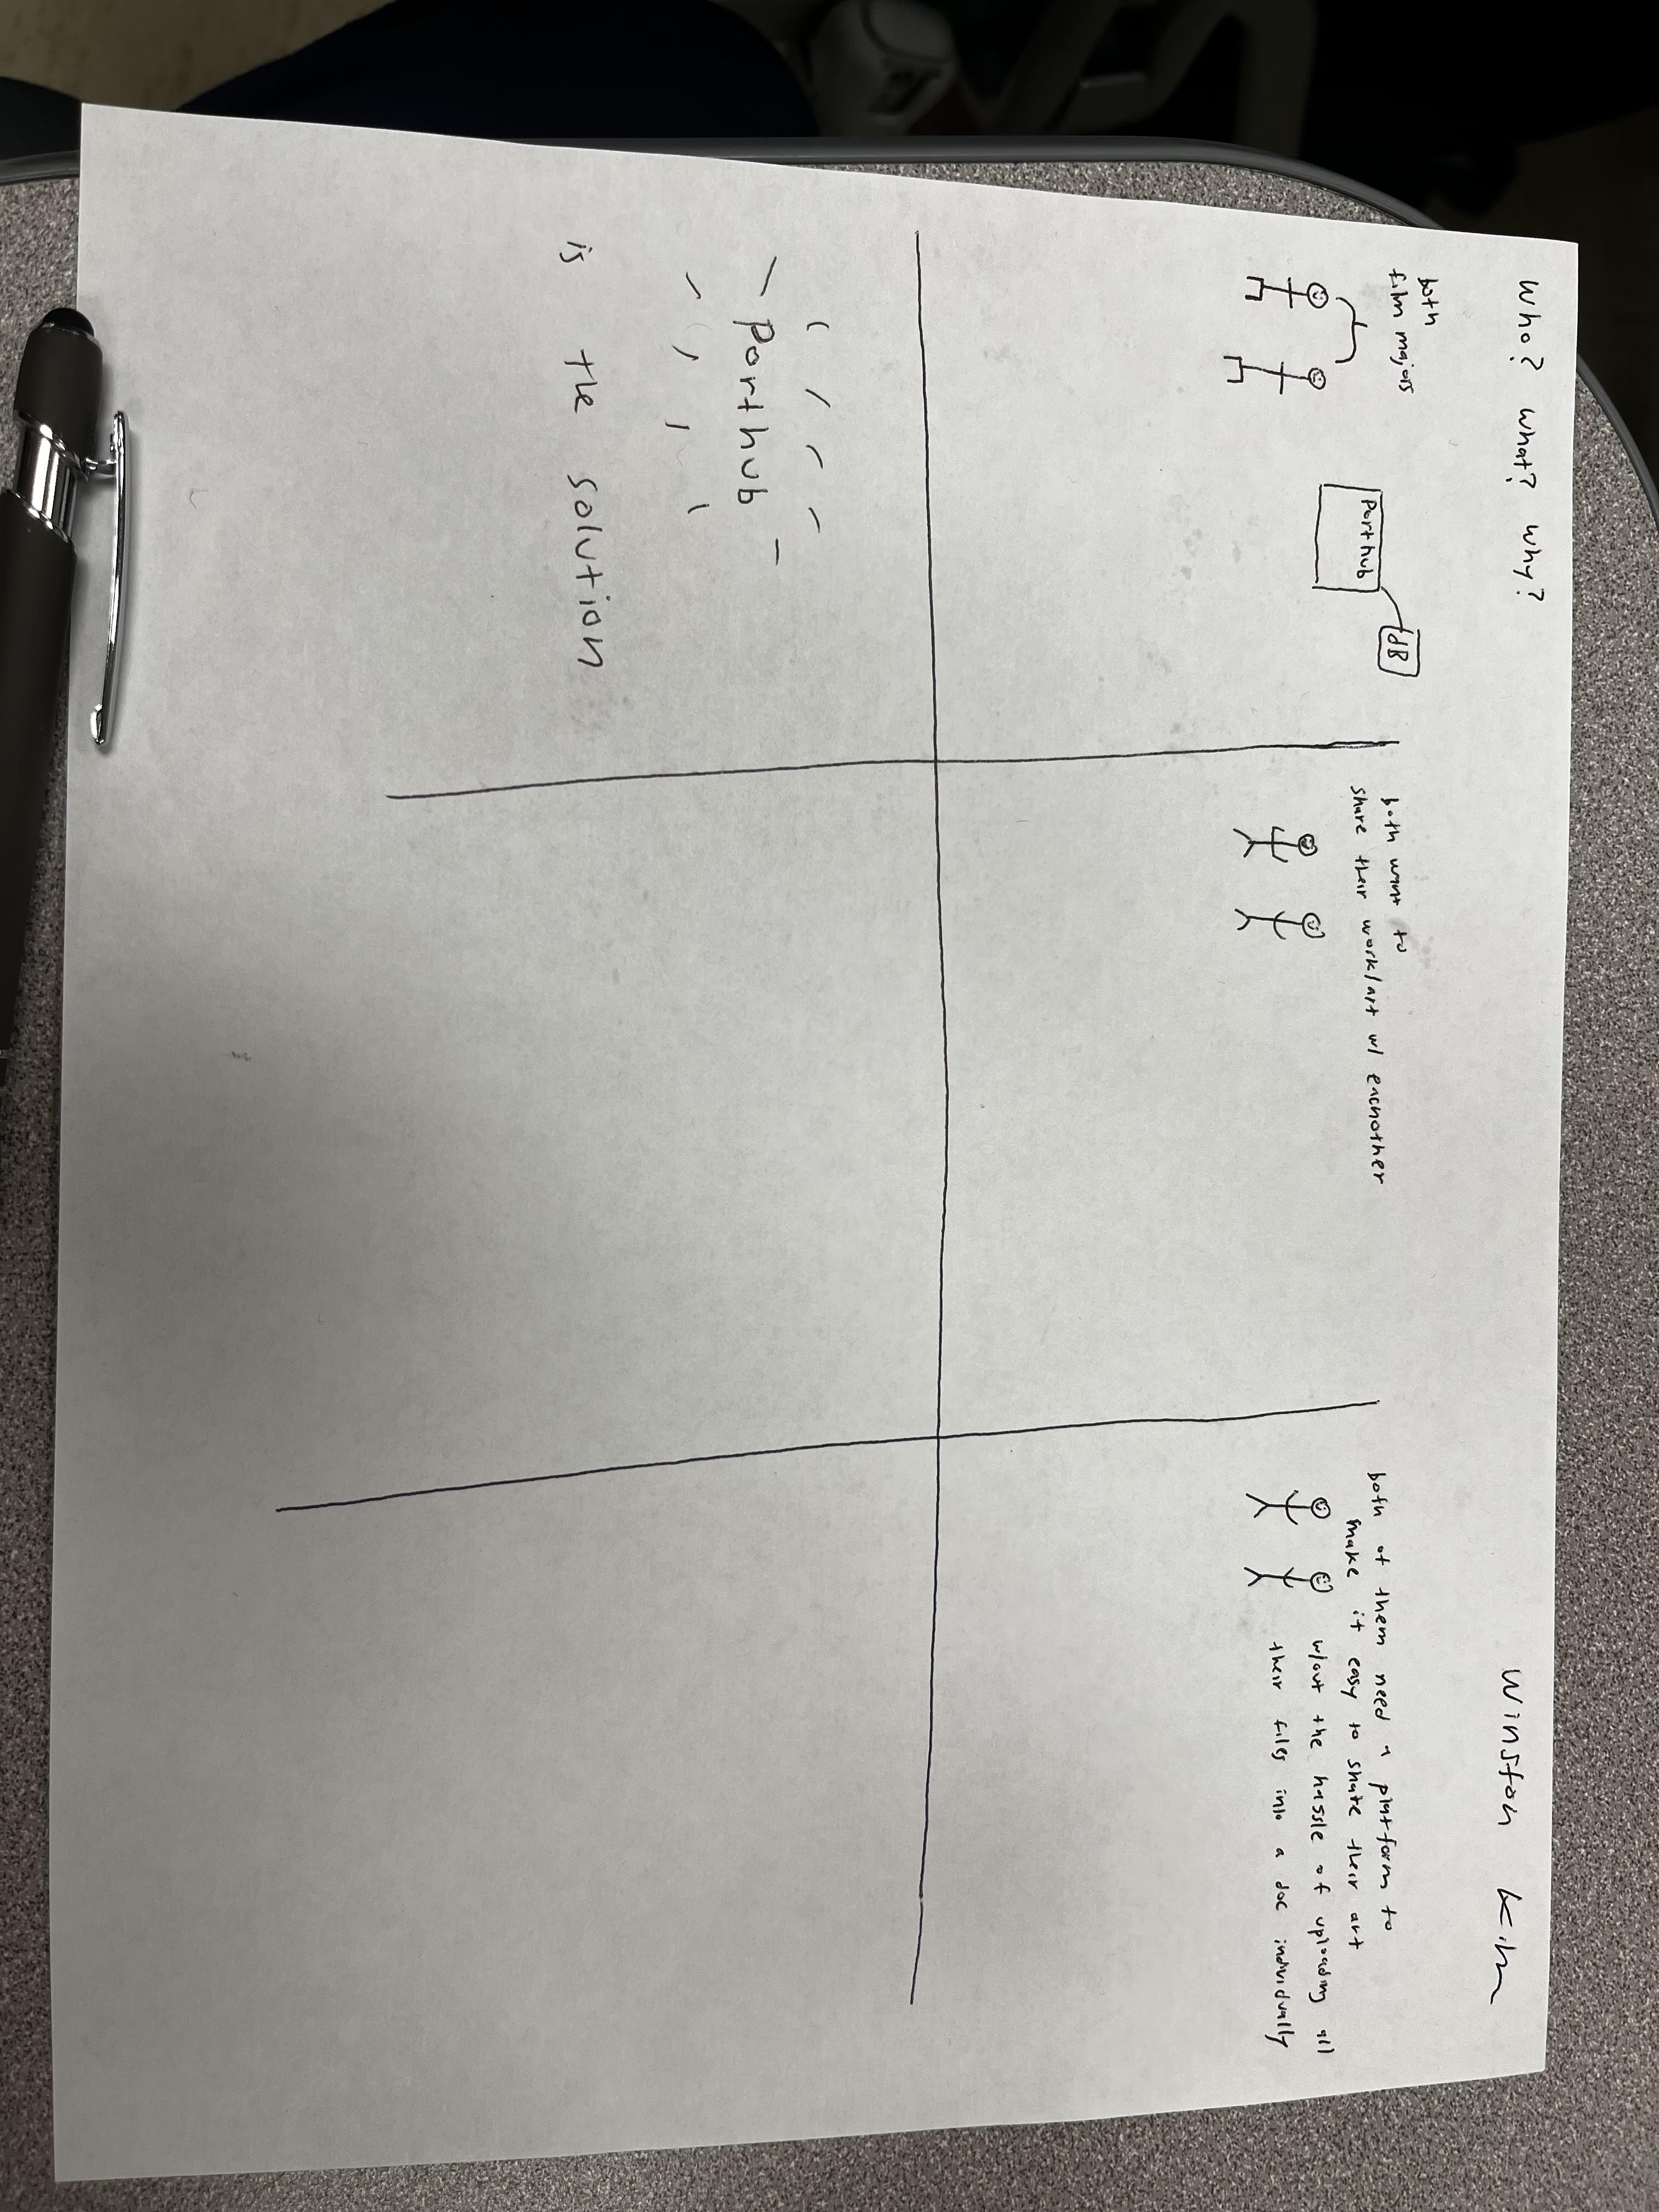 Who? what? why?
Winston Kim
both
film majors
Porthub
dB
both want to
share their work/art w/ eachother
both of them need a platform to
make it easy to share their art
w/out the hassle of uploading all
their files into a doc individually
Porthub
is the solution